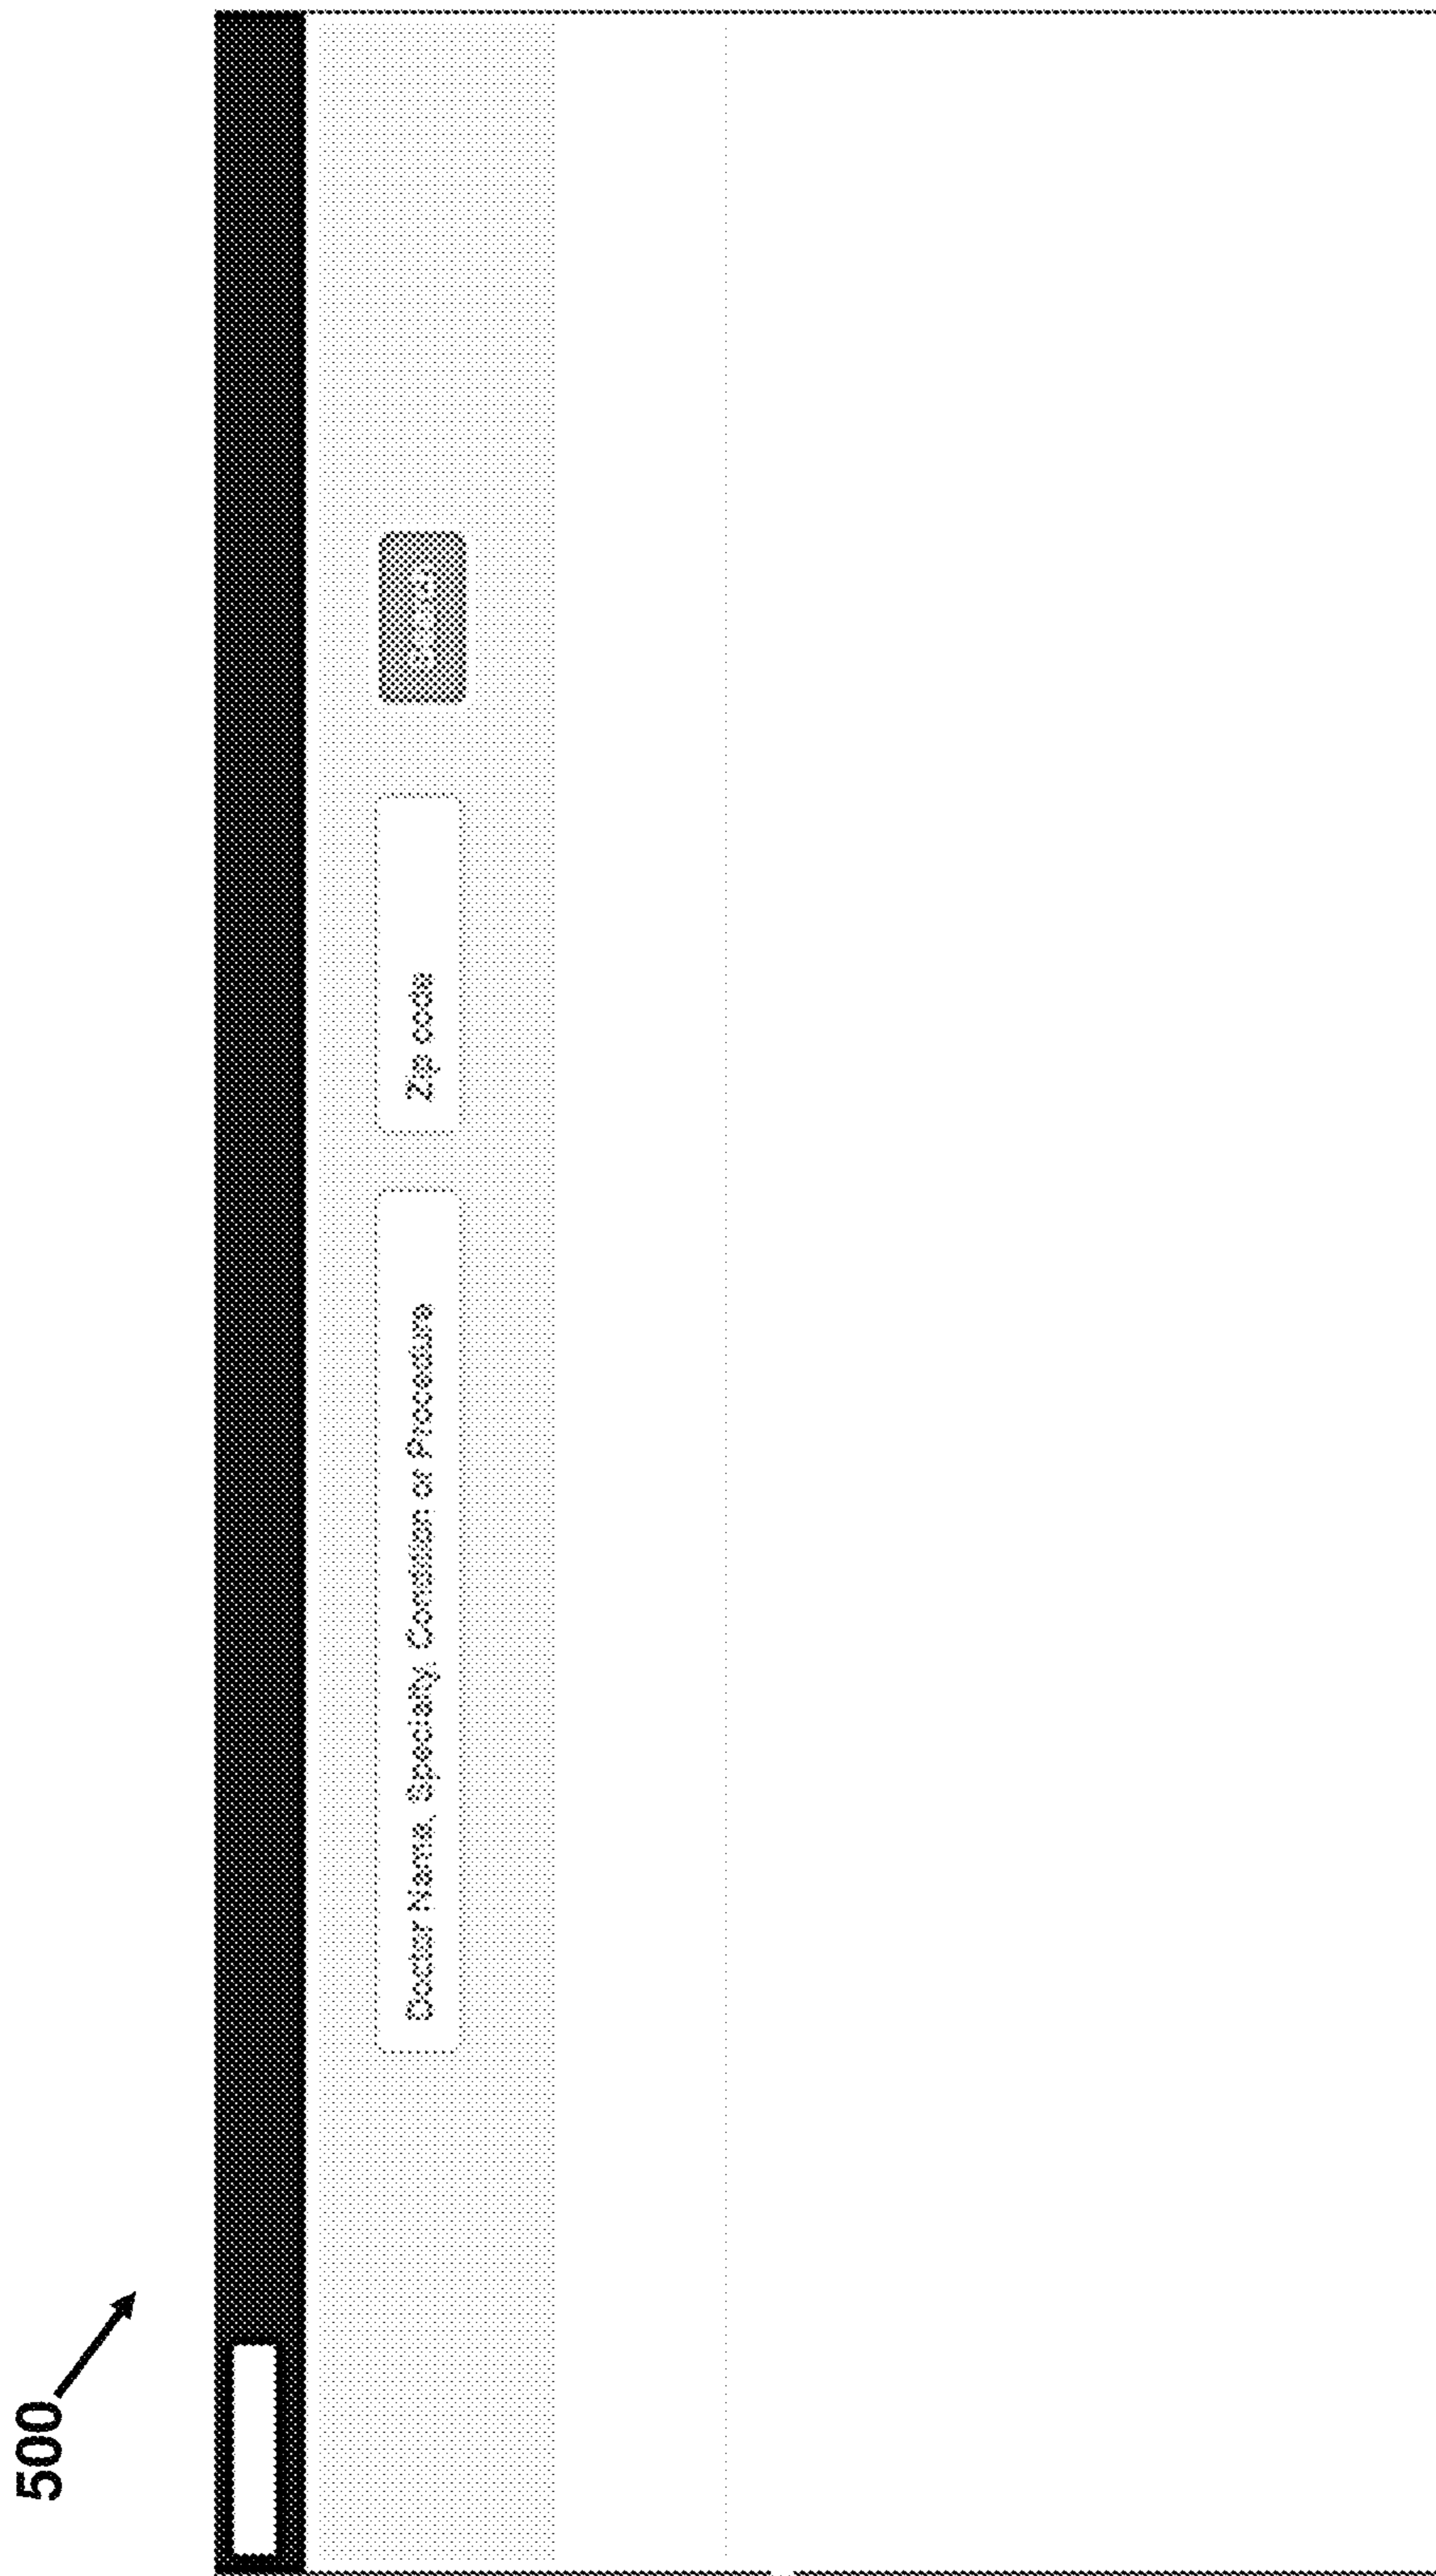 500
Doctor Name, Specialty, Condition or Procedure
Zip code